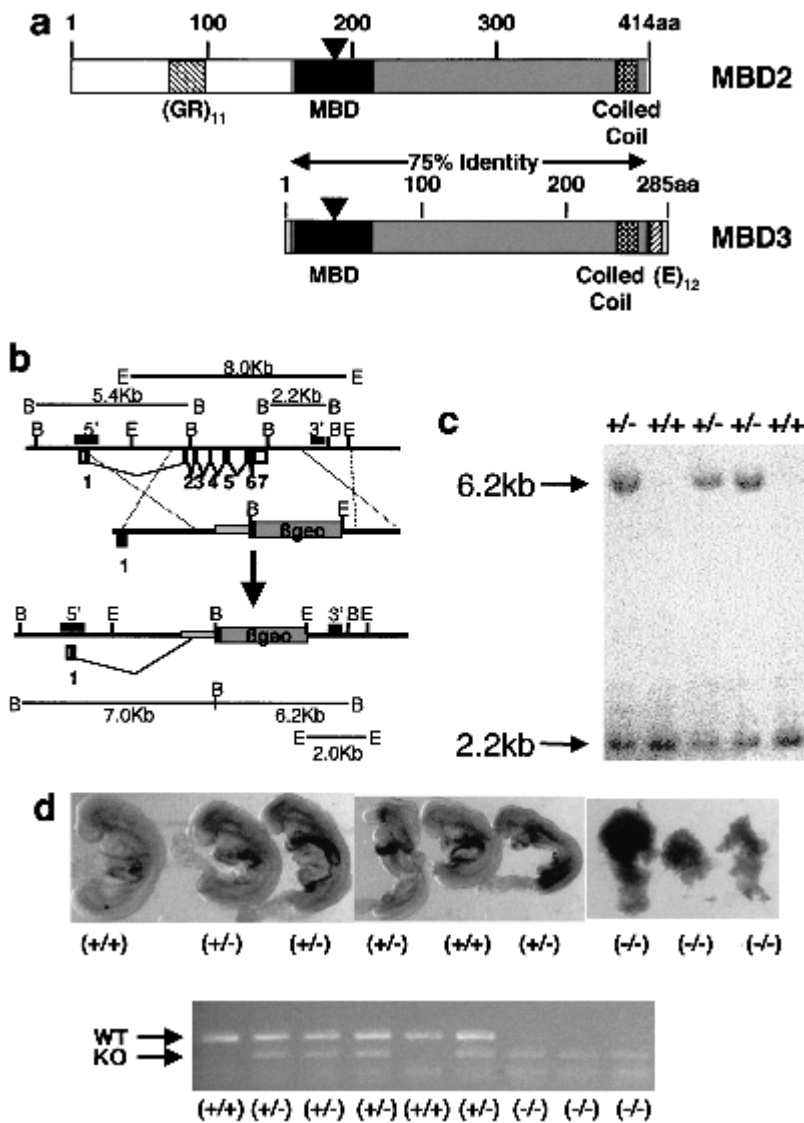 a
1 100 200 300 414aa
MBD2
(GR)11 MBD Coiled Coil
75% Identity
1 100 200 285aa
MBD3
MBD Coiled Coil (E)12
b
E 8.0Kb E
B 5.4Kb B B 2.2Kb B
B 5' E B B 3' B E
1 2 3 4 5 6 7
B E
βgeo
1
B 5' E B E 3' B E
βgeo
1
B 7.0Kb B 6.2Kb B
E 2.0Kb E
c
+/- +/+ +/- +/- +/+
6.2kb
2.2kb
d
(+/+) (+/-) (+/-) (+/-) (+/+) (+/-) (-/-) (-/-) (-/-)
WT
KO
(+/+) (+/-) (+/-) (+/-) (+/+) (+/-) (-/-) (-/-) (-/-)